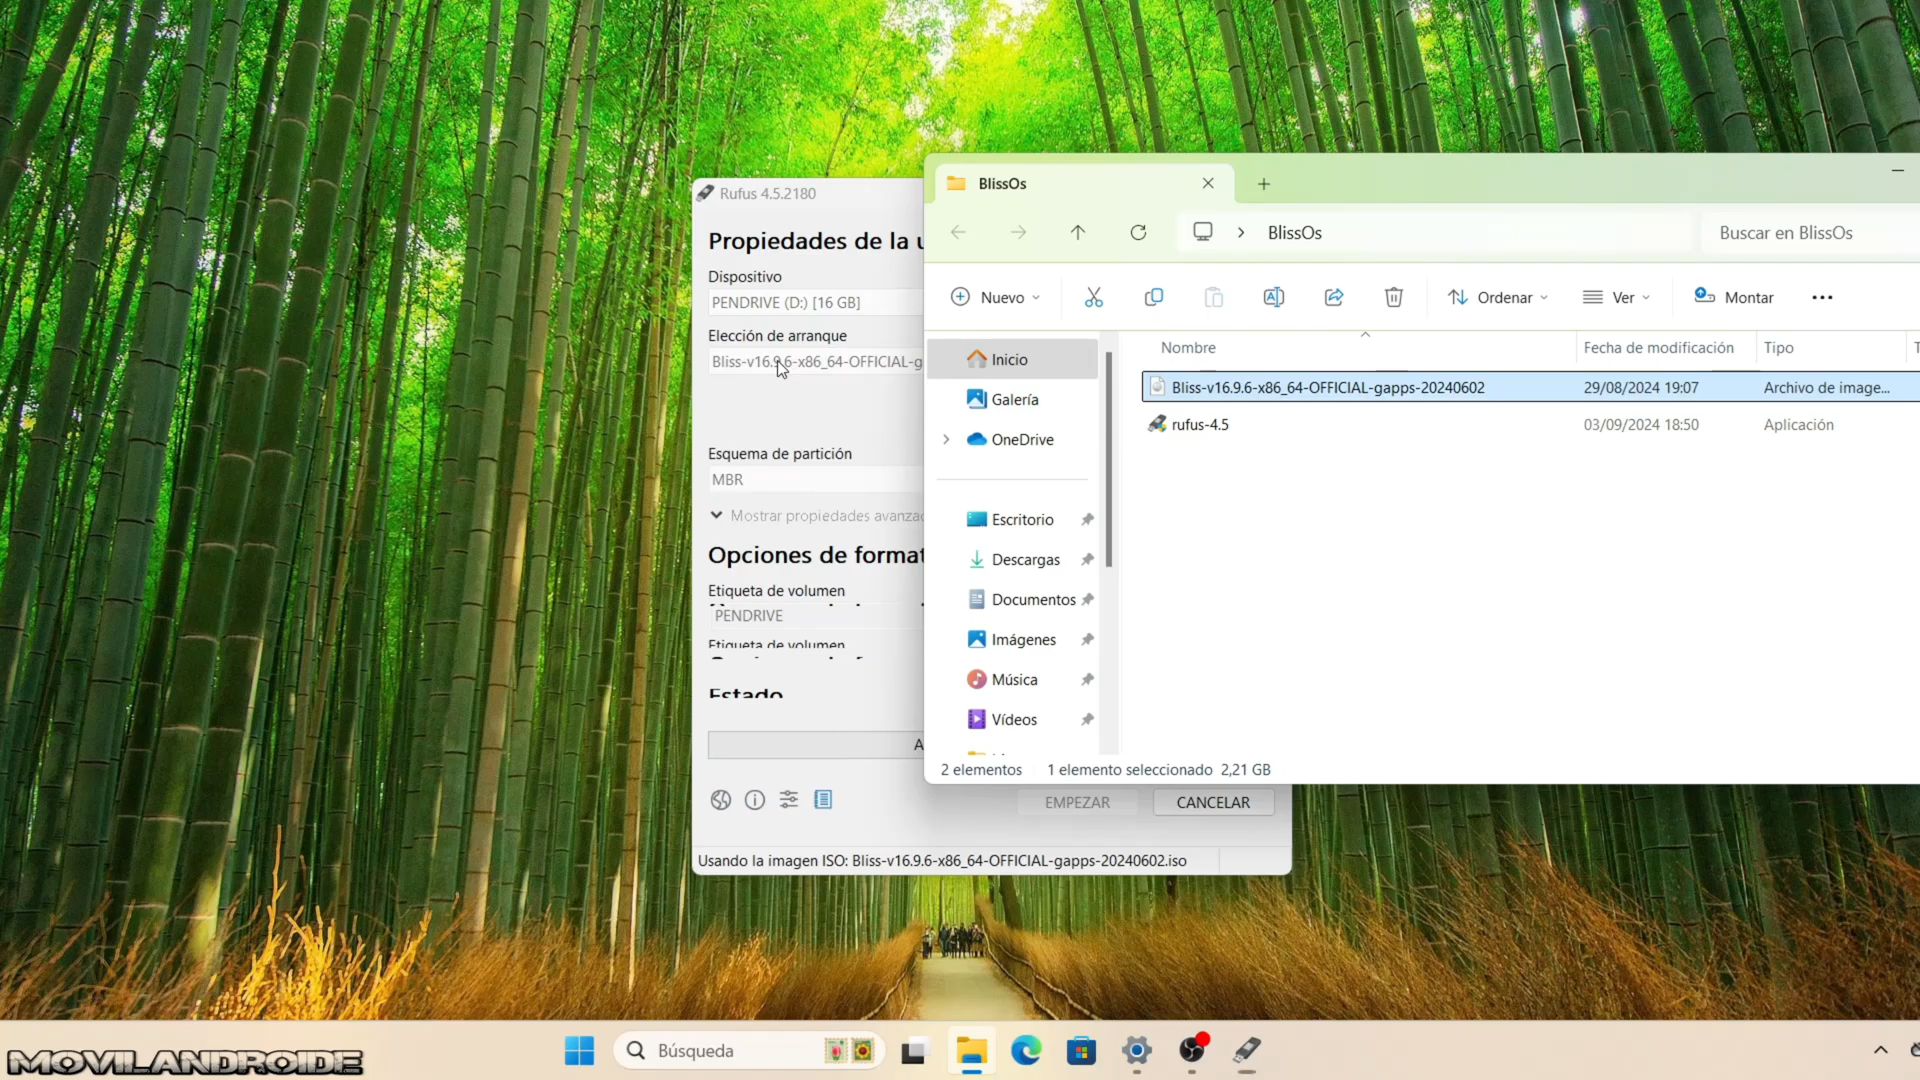 Rufus 4.5.2180
Propiedades de la u
Dispositivo
PENDRIVE (D:) [16 GB]
Elección de arranque
Bliss-v16.9.6-x86_64-OFFICIAL-g
Esquema de partición
MBR
Mostrar propiedades avanzad
Opciones de format
Etiqueta de volumen
PENDRIVE
Etiqueta de volumen
Estado
A
EMPEZAR
CANCELAR
Usando la imagen ISO: Bliss-v16.9.6-x86_64-OFFICIAL-gapps-20240602.iso
BlissOs
BlissOs
Buscar en BlissOs
Nuevo
Ordenar
Ver
Montar
Inicio
Galería
OneDrive
Escritorio
Descargas
Documentos
Imágenes
Música
Vídeos
Nombre
Fecha de modificación
Tipo
T
Bliss-v16.9.6-x86_64-OFFICIAL-gapps-20240602
29/08/2024 19:07
Archivo de image...
rufus-4.5
03/09/2024 18:50
Aplicación
2 elementos
1 elemento seleccionado 2,21 GB
Búsqueda
MOVILANDROIDE